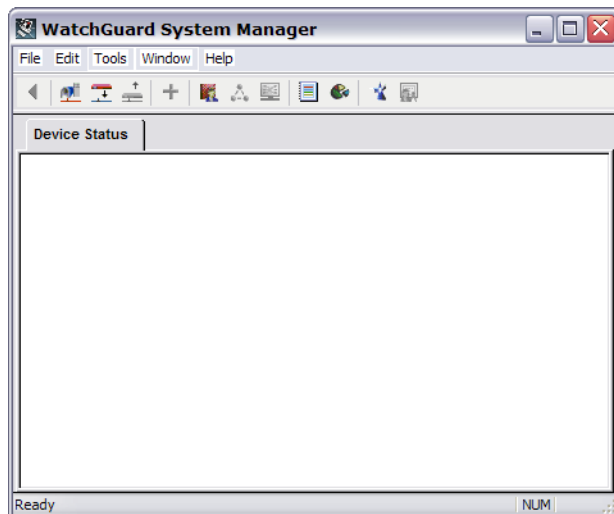 WatchGuard System Manager
File Edit Tools Window Help
Device Status
Ready NUM